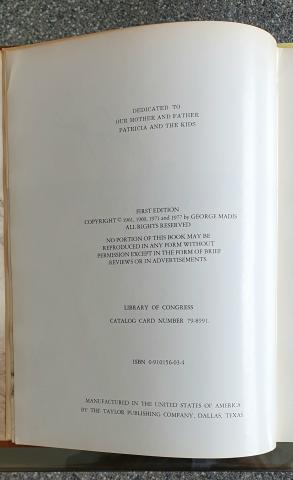 DEDICATED TO
OUR MOTHER AND FATHER
PATRICIA AND THE KIDS
FIRST EDITION
COPYRIGHT © 1961, 1968, 1971 and 1977 by GEORGE MADIS
ALL RIGHTS RESERVED
NO PORTION OF THIS BOOK MAY BE
REPRODUCED IN ANY FORM WITHOUT
PERMISSION EXCEPT IN THE FORM OF BRIEF
REVIEWS OR IN ADVERTISEMENTS.
LIBRARY OF CONGRESS
CATALOG CARD NUMBER 79-8991.
ISBN 0-910156-03-4
MANUFACTURED IN THE UNITED STATES OF AMERICA
BY THE TAYLOR PUBLISHING COMPANY, DALLAS, TEXAS.